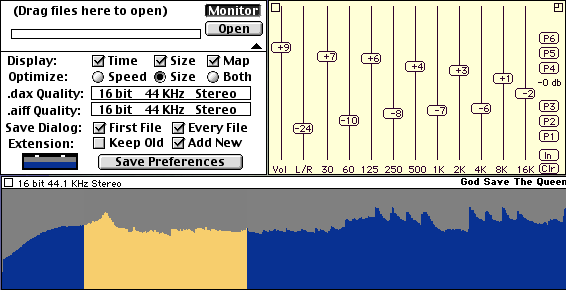 (Drag files here to open)
Monitor
Open
Display: Time Size Map
Optimize: Speed Size Both
.dax Quality: 16 bit 44 KHz Stereo
.aiff Quality: 16 bit 44 KHz Stereo
Save Dialog: First File Every File
Extension: Keep Old Add New
Save Preferences
+9 -24 +7 -10 +6 -8 +4 -7 +3 -6 +1 -2
Vol L/R 30 60 125 250 500 1K 2K 4K 8K 16K
P6
P5
P4
-0 db
P3
P2
P1
In
Clr
16 bit 44.1 KHz Stereo
God Save The Queen